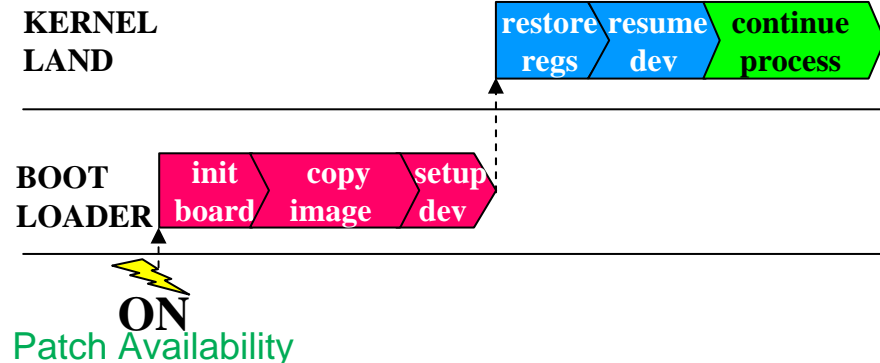 KERNEL
LAND
restore resume continue
regs dev process
BOOT
LOADER
init copy setup
board image dev
ON
Patch Availability